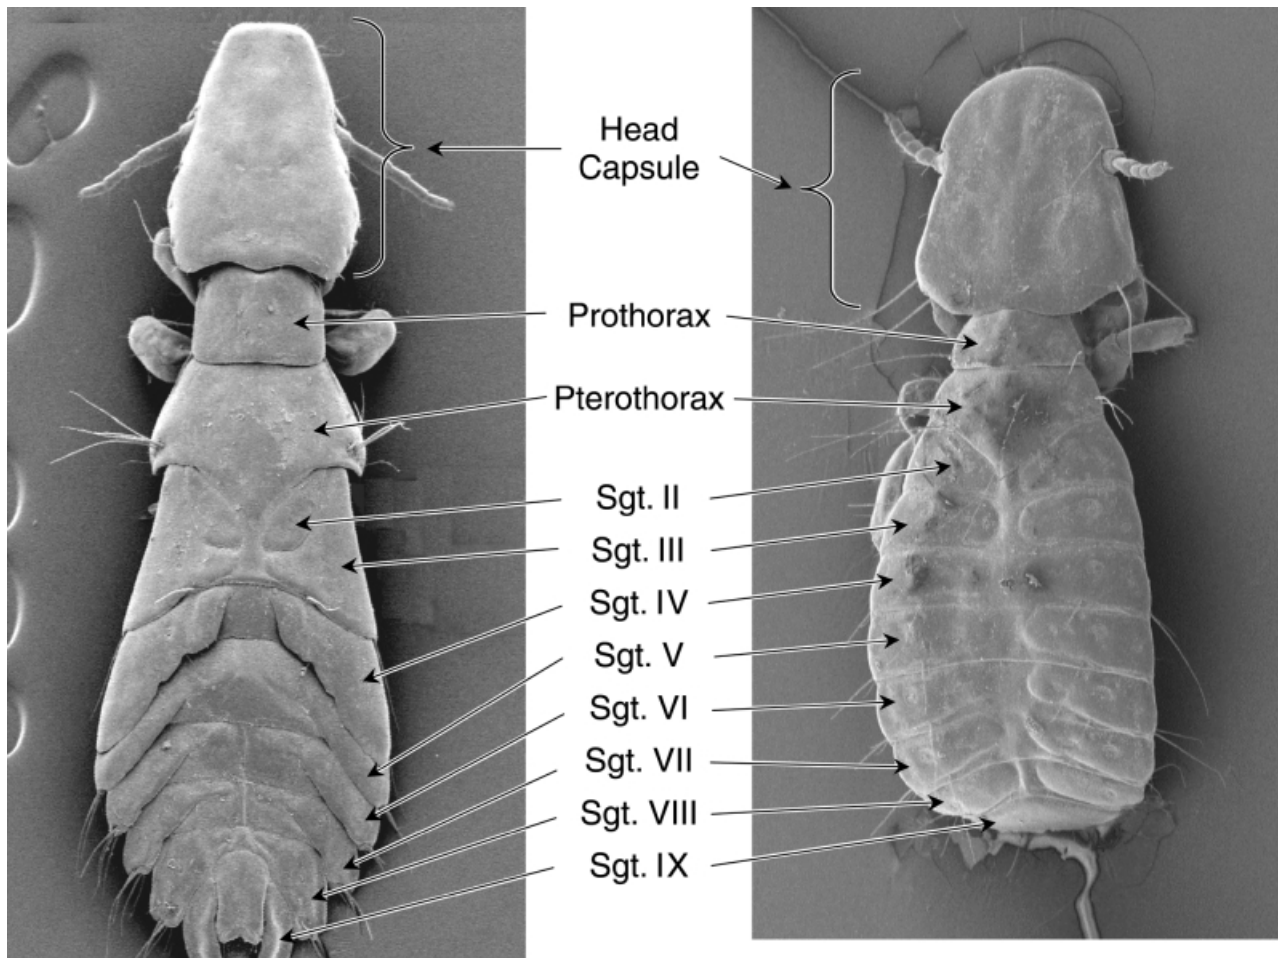 Head
Capsule
Prothorax
Pterothorax
Sgt. II
Sgt. III
Sgt. IV
Sgt. V
Sgt. VI
Sgt. VII
Sgt. VIII
Sgt. IX